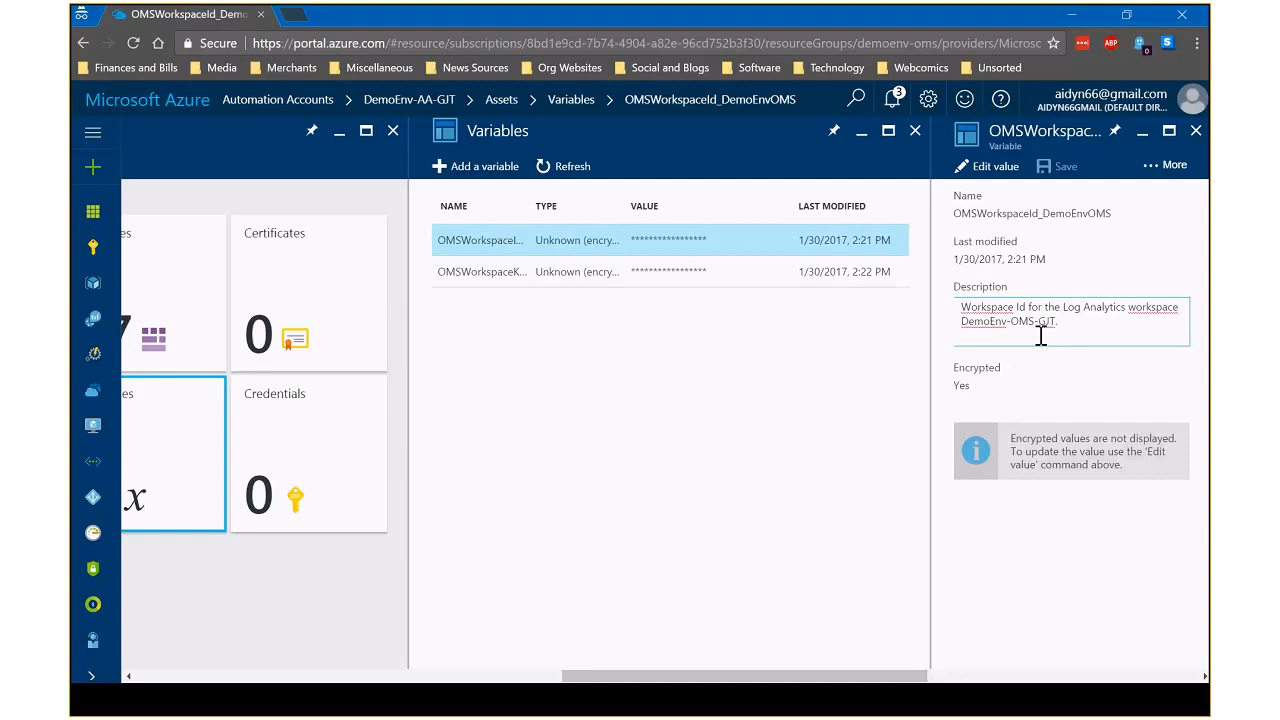 OMSWorkspaceId_Demo
Secure
https://portal.azure.com/#resource/subscriptions/8bd1e9cd-7b74-4904-a82e-96cd752b3f30/resourceGroups/demoenv-oms/providers/Microsc
ABP
0
S
Finances and Bills
Media
Merchants
Miscellaneous
News Sources
Org Websites
Social and Blogs
Software
Technology
Webcomics
Unsorted
Microsoft Azure
Automation Accounts
DemoEnv-AA-GJT
Assets
Variables
OMSWorkspaceId_DemoEnvOMS
3
aidyn66@gmail.com
AIDYN66GMAIL (DEFAULT DIR...
Variables
Add a variable
Refresh
NAME TYPE VALUE LAST MODIFIED
OMSWorkspaceI... Unknown (encry... ***************** 1/30/2017, 2:21 PM
OMSWorkspaceK... Unknown (encry... ***************** 1/30/2017, 2:22 PM
es
7
Certificates
0
es
x
Credentials
0
OMSWorkspac...
Variable
Edit value
Save
More
Name
OMSWorkspaceId_DemoEnvOMS
Last modified
1/30/2017, 2:21 PM
Description
Workspace Id for the Log Analytics workspace
DemoEnv-OMS-GJT.
Encrypted
Yes
Encrypted values are not displayed.
To update the value use the 'Edit
value' command above.